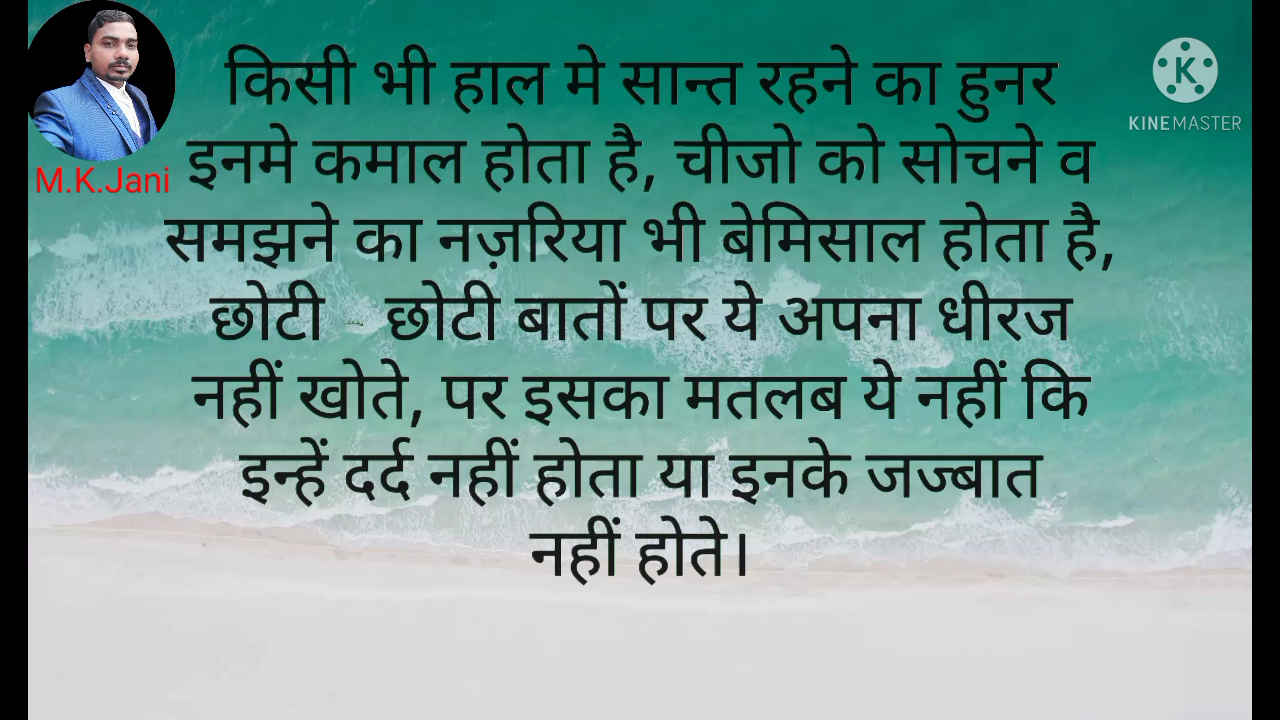 किसी भी हाल मे सान्त रहने का हुनर
इनमे कमाल होता है, चीजो को सोचने व
समझने का नज़रिया भी बेमिसाल होता है,
छोटी छोटी बातों पर ये अपना धीरज
नहीं खोते, पर इसका मतलब ये नहीं कि
इन्हें दर्द नहीं होता या इनके जज्बात
नहीं होते।
M.K.Jani
K
KINEMASTER